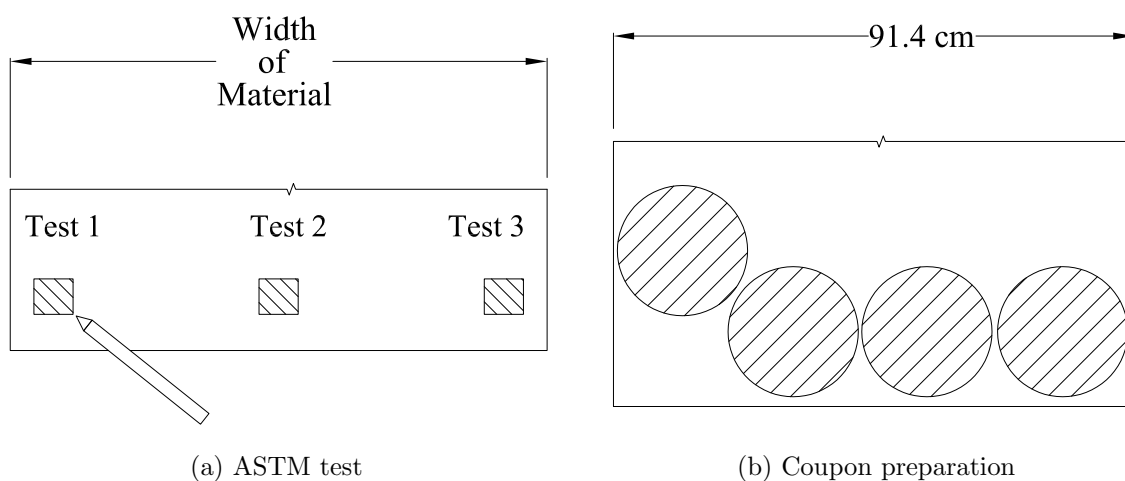 Width
of
Material
Test 1
Test 2
Test 3
(a) ASTM test
91.4 cm
(b) Coupon preparation